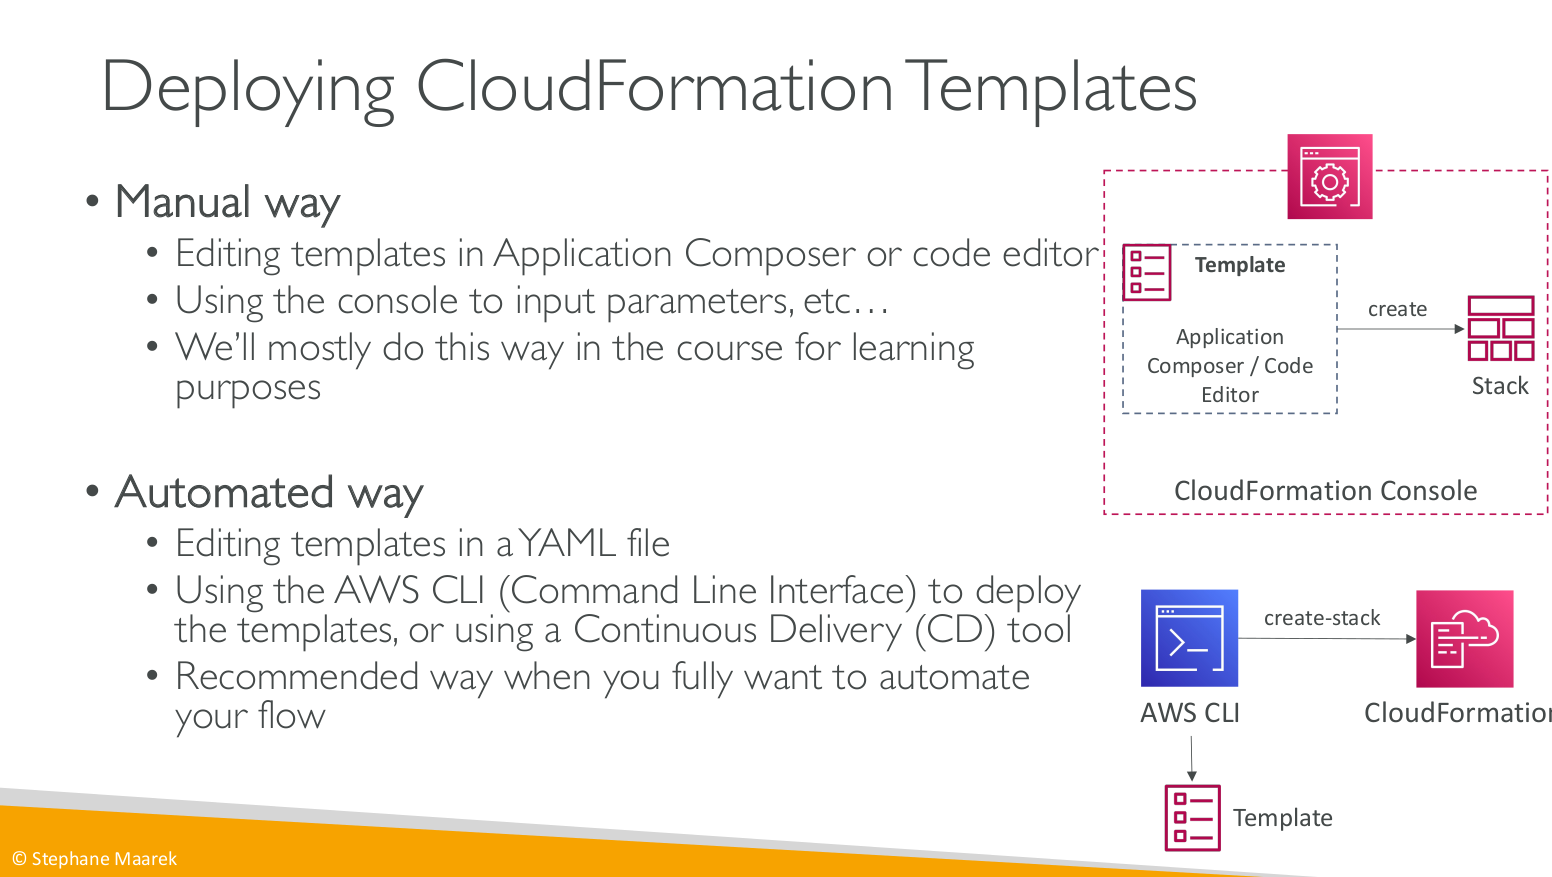 Deploying CloudFormation Templates
• Manual way
• Editing templates in Application Composer or code editor
• Using the console to input parameters, etc…
• We’ll mostly do this way in the course for learning
purposes
• Automated way
• Editing templates in a YAML file
• Using the AWS CLI (Command Line Interface) to deploy
the templates, or using a Continuous Delivery (CD) tool
• Recommended way when you fully want to automate
your flow
Template
Application
Composer / Code
Editor
create
Stack
CloudFormation Console
create-stack
AWS CLI
CloudFormation
Template
© Stephane Maarek